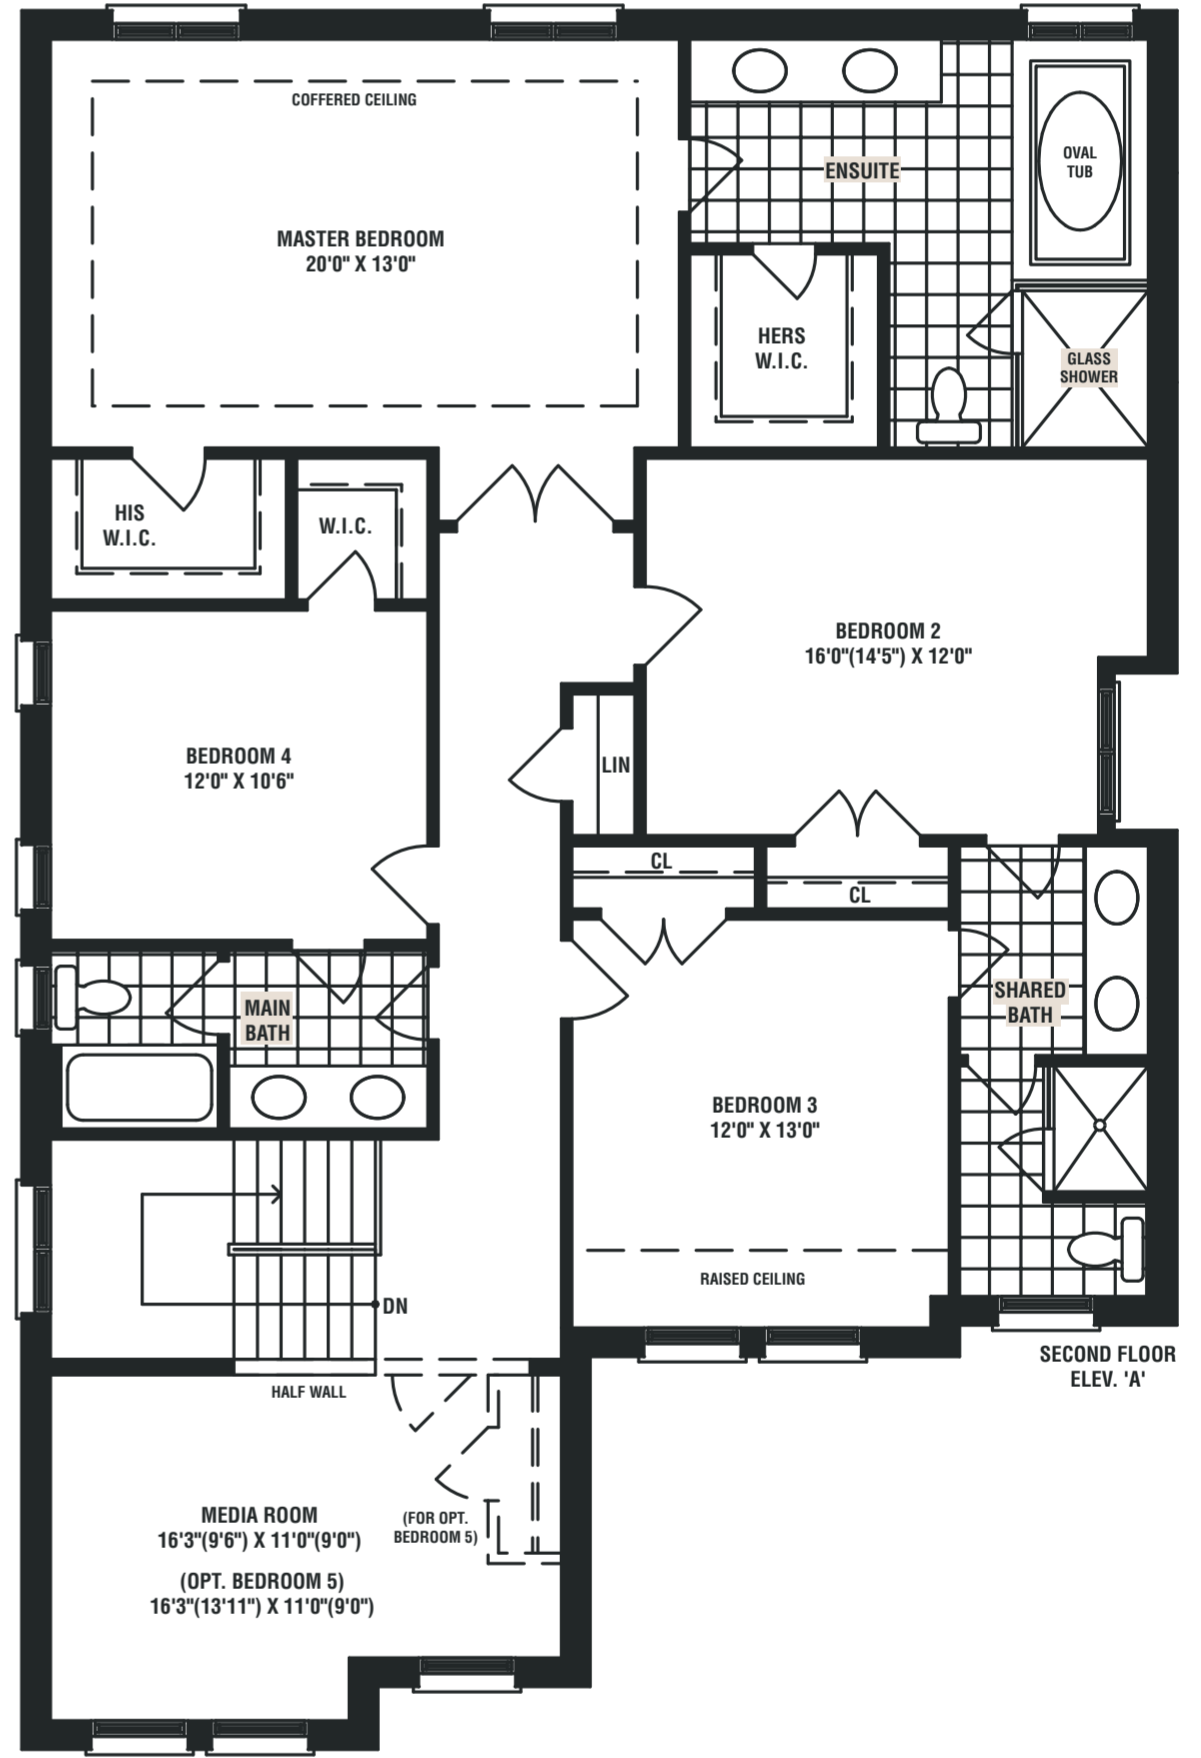 COFFERED CEILING
MASTER BEDROOM
20'0" X 13'0"
ENSUITE
OVAL
TUB
HERS
W.I.C.
GLASS
SHOWER
HIS
W.I.C.
W.I.C.
BEDROOM 2
16'0"(14'5") X 12'0"
BEDROOM 4
12'0" X 10'6"
LIN
CL
CL
MAIN
BATH
SHARED
BATH
BEDROOM 3
12'0" X 13'0"
RAISED CEILING
DN
SECOND FLOOR
ELEV. 'A'
HALF WALL
MEDIA ROOM
16'3"(9'6") X 11'0"(9'0")
(FOR OPT.
BEDROOM 5)
(OPT. BEDROOM 5)
16'3"(13'11") X 11'0"(9'0")